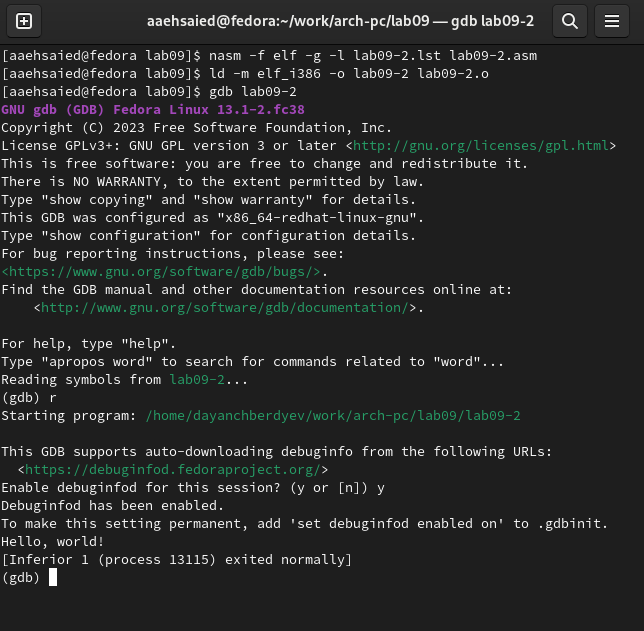 aaehsaied@fedora:~/work/arch-pc/lab09 — gdb lab09-2
[aaehsaied@fedora lab09]$ nasm -f elf -g -l lab09-2.lst lab09-2.asm
[aaehsaied@fedora lab09]$ ld -m elf_i386 -o lab09-2 lab09-2.o
[aaehsaied@fedora lab09]$ gdb lab09-2
GNU gdb (GDB) Fedora Linux 13.1-2.fc38
Copyright (C) 2023 Free Software Foundation, Inc.
License GPLv3+: GNU GPL version 3 or later <http://gnu.org/licenses/gpl.html>
This is free software: you are free to change and redistribute it.
There is NO WARRANTY, to the extent permitted by law.
Type "show copying" and "show warranty" for details.
This GDB was configured as "x86_64-redhat-linux-gnu".
Type "show configuration" for configuration details.
For bug reporting instructions, please see:
<https://www.gnu.org/software/gdb/bugs/>.
Find the GDB manual and other documentation resources online at:
    <http://www.gnu.org/software/gdb/documentation/>.

For help, type "help".
Type "apropos word" to search for commands related to "word"...
Reading symbols from lab09-2...
(gdb) r
Starting program: /home/dayanchberdyev/work/arch-pc/lab09/lab09-2

This GDB supports auto-downloading debuginfo from the following URLs:
  <https://debuginfod.fedoraproject.org/>
Enable debuginfod for this session? (y or [n]) y
Debuginfod has been enabled.
To make this setting permanent, add 'set debuginfod enabled on' to .gdbinit.
Hello, world!
[Inferior 1 (process 13115) exited normally]
(gdb)